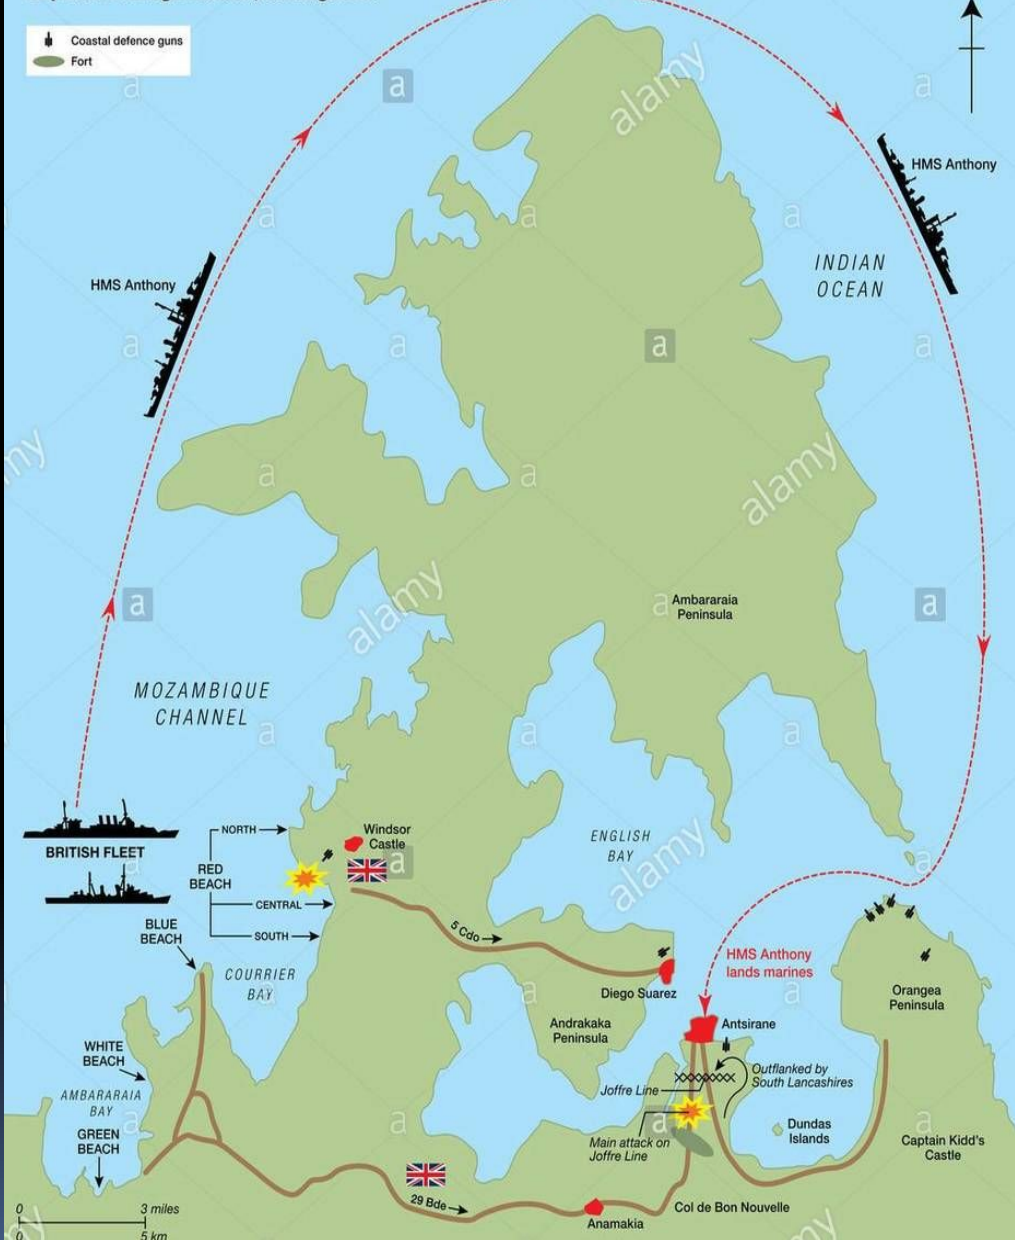 Coastal defence guns
Fort
HMS Anthony
HMS Anthony
INDIAN
OCEAN
Ambararaia
Peninsula
MOZAMBIQUE
CHANNEL
BRITISH FLEET
NORTH
RED
BEACH
CENTRAL
SOUTH
Windsor
Castle
ENGLISH
BAY
BLUE
BEACH
5 Cdo
COURRIER
BAY
HMS Anthony
lands marines
Diego Suarez
Orangea
Peninsula
Andrakaka
Peninsula
Antsirane
WHITE
BEACH
AMBARARAIA
BAY
GREEN
BEACH
Joffre Line
Outflanked by
South Lancashires
Main attack on
Joffre Line
Dundas
Islands
Captain Kidd's
Castle
29 Bde
Anamakia
Col de Bon Nouvelle
0 3 miles
0 5 km
alamy
alamy
alamy
alamy
a